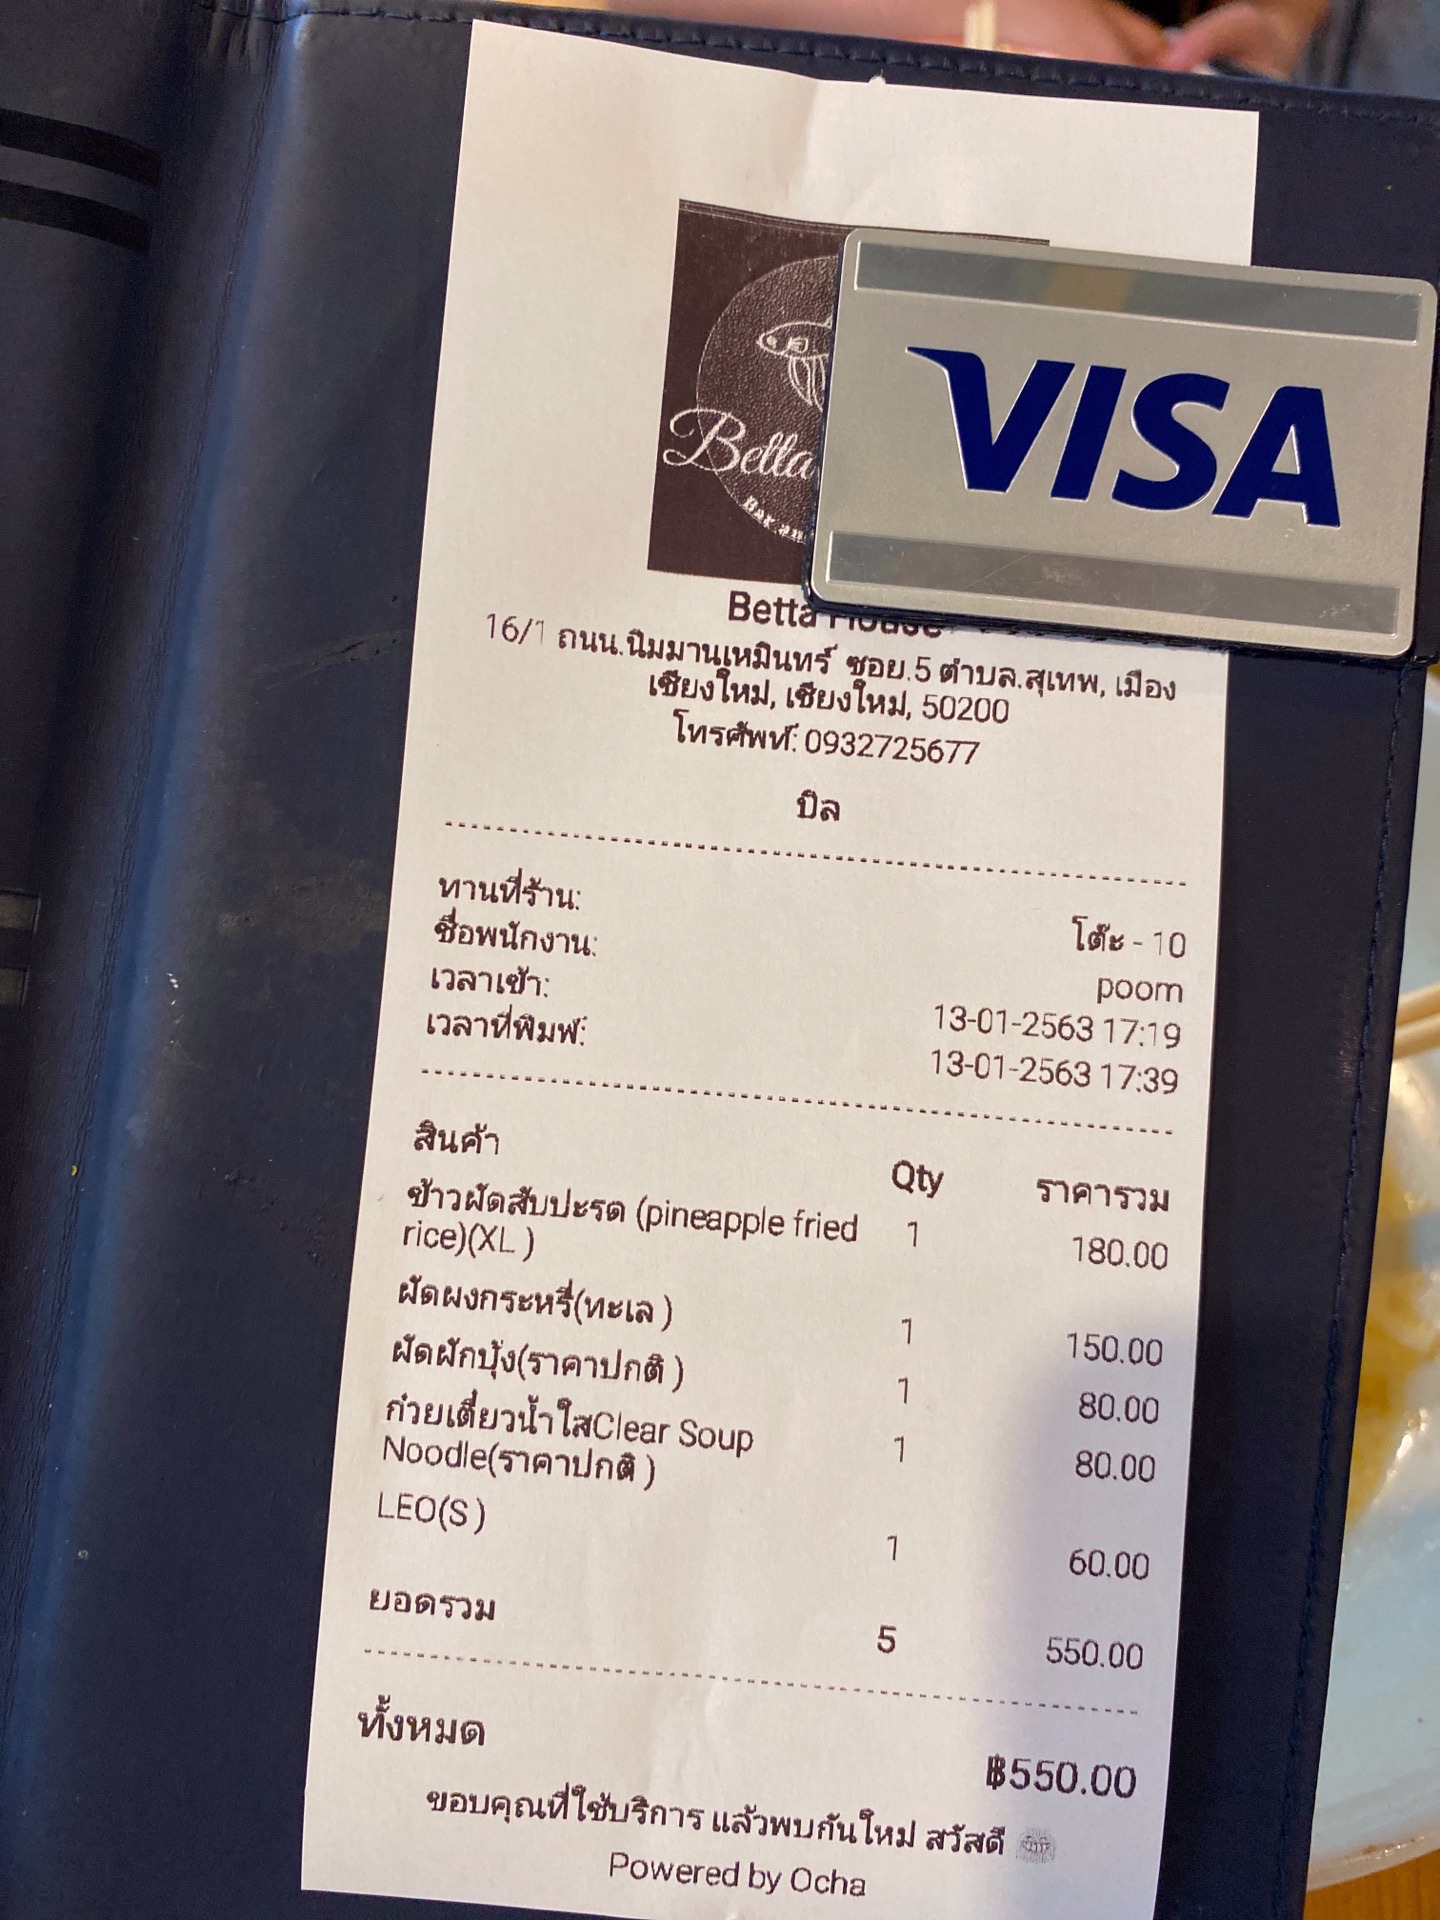 VISA
Betta
Bar an
Betta House
16/1 ถนน.นิมมานเหมินทร์ ซอย.5 ตำบล.สุเทพ, เมือง
เชียงใหม่, เชียงใหม่, 50200
โทรศัพท์: 0932725677
บิล
ทานที่ร้าน: โต๊ะ - 10
ชื่อพนักงาน: poom
เวลาเข้า: 13-01-2563 17:19
เวลาที่พิมพ์: 13-01-2563 17:39
สินค้า Qty ราคารวม
ข้าวผัดสับปะรด (pineapple fried 1 180.00
rice)(XL )
ผัดผงกระหรี่(ทะเล ) 1 150.00
ผัดผักบุ้ง(ราคาปกติ ) 1 80.00
ก๋วยเตี๋ยวน้ำใสClear Soup 1 80.00
Noodle(ราคาปกติ )
LEO(S ) 1 60.00
ยอดรวม 5 550.00
ทั้งหมด ฿550.00
ขอบคุณที่ใช้บริการ แล้วพบกันใหม่ สวัสดี
Powered by Ocha